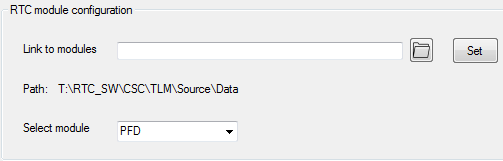 RTC module configuration
Link to modules Set
Path: T:\RTC_SW\CSC\TLM\Source\Data
Select module PFD